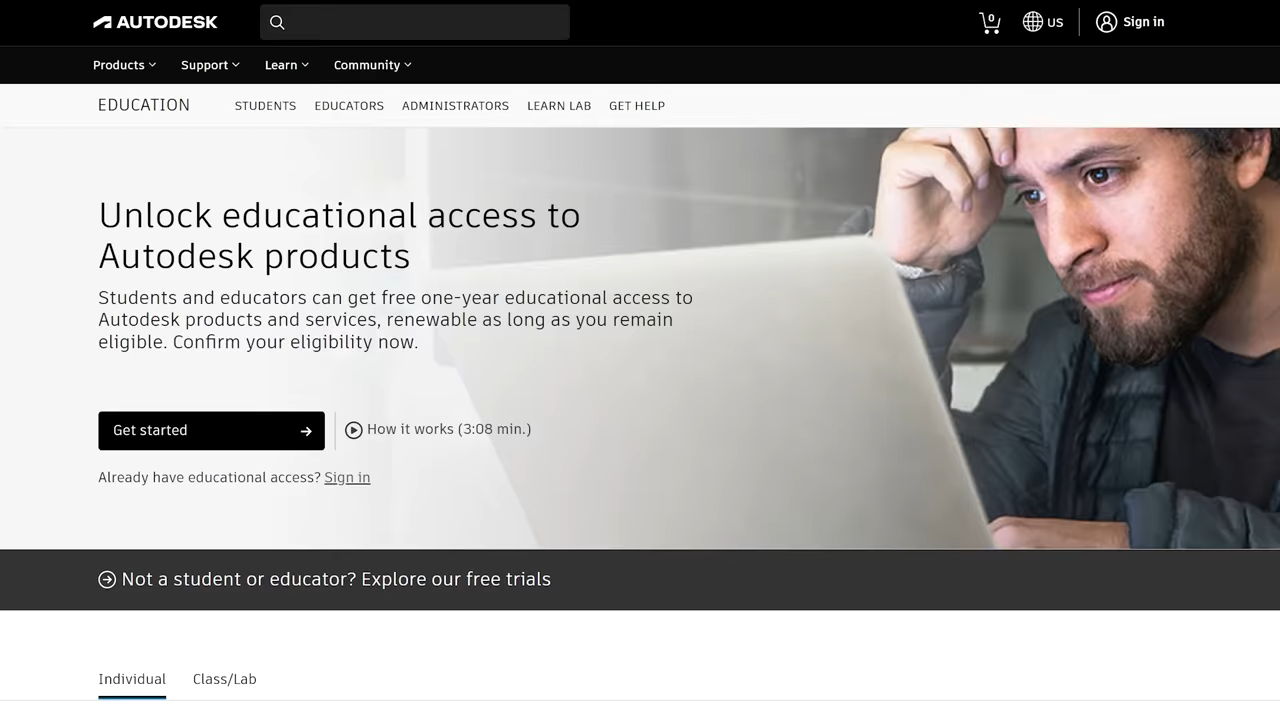 AUTODESK
0
US
Sign in
Products
Support
Learn
Community
EDUCATION
STUDENTS
EDUCATORS
ADMINISTRATORS
LEARN LAB
GET HELP
Unlock educational access to
Autodesk products
Students and educators can get free one-year educational access to
Autodesk products and services, renewable as long as you remain
eligible. Confirm your eligibility now.
Get started
How it works (3:08 min.)
Already have educational access? Sign in
Not a student or educator? Explore our free trials
Individual
Class/Lab